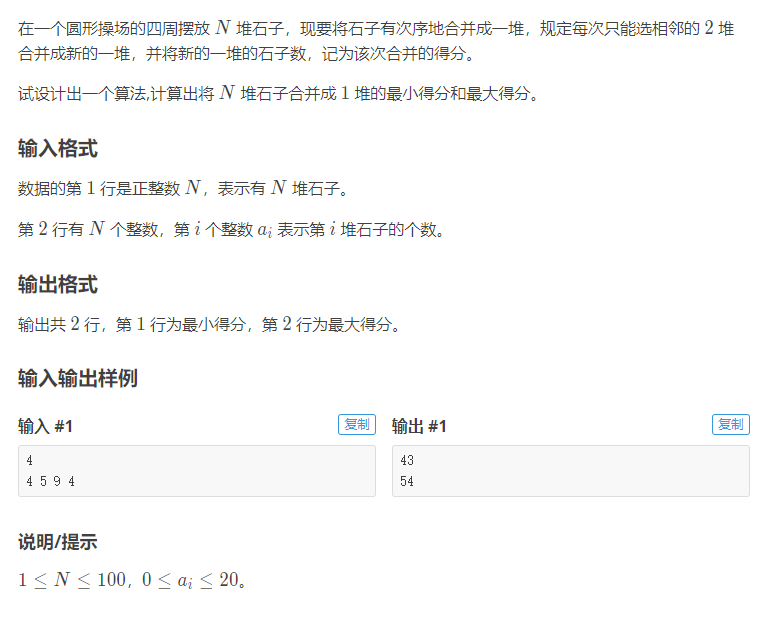 在一个圆形操场的四周摆放 N 堆石子，现要将石子有次序地合并成一堆，规定每次只能选相邻的 2 堆
合并成新的一堆，并将新的一堆的石子数，记为该次合并的得分。
试设计出一个算法,计算出将 N 堆石子合并成 1 堆的最小得分和最大得分。
输入格式
数据的第 1 行是正整数 N，表示有 N 堆石子。
第 2 行有 N 个整数，第 i 个整数 a_i 表示第 i 堆石子的个数。
输出格式
输出共 2 行，第 1 行为最小得分，第 2 行为最大得分。
输入输出样例
输入 #1 复制 输出 #1 复制
4
4 5 9 4
43
54
说明/提示
1 ≤ N ≤ 100，0 ≤ a_i ≤ 20。